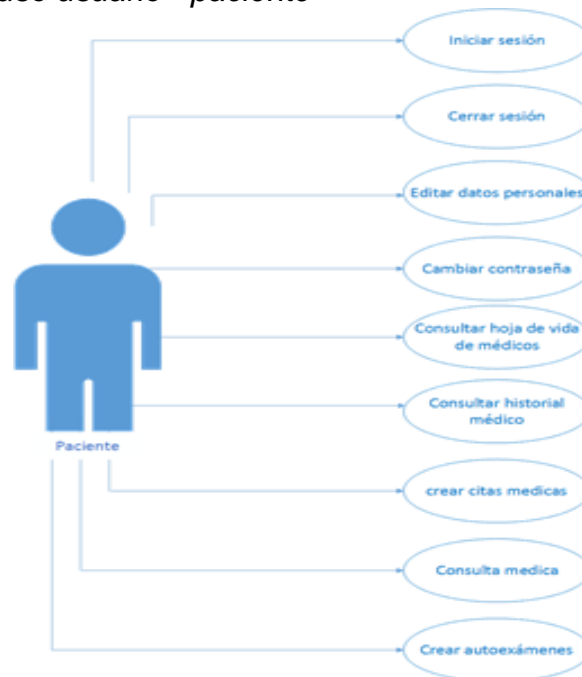 uso usuario - paciente
Iniciar sesión
Cerrar sesión
Editar datos personales
Cambiar contraseña
Consultar hoja de vida
de médicos
Consultar historial
médico
Paciente
crear citas medicas
Consulta medica
Crear autoexámenes